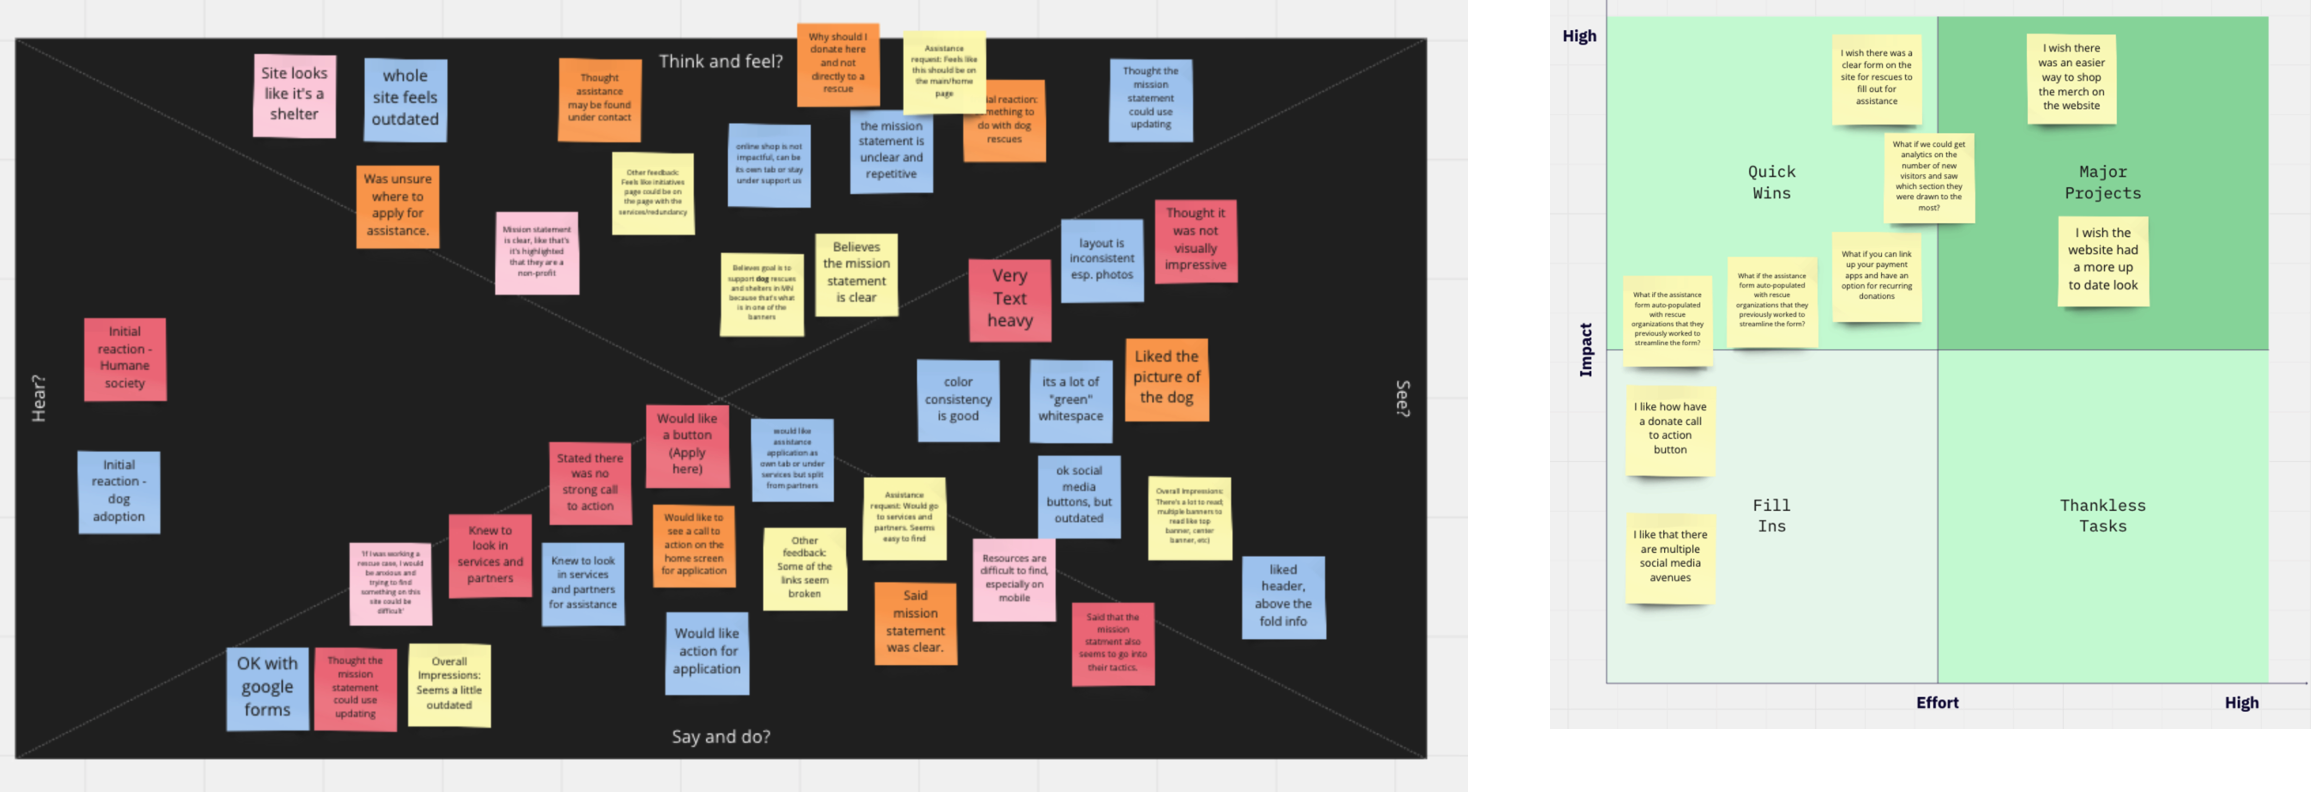 Think and feel?
Hear?
See?
Say and do?
Site looks
like it's a
shelter
whole
site feels
outdated
Thought
assistance
may be found
under contact
Why should I
donate here
and not
directly to a
rescue
Assistance
request: Feels like
this should be on
the main/home
page
reaction:
to
do with dog
rescues
Thought the
mission
statement
could use
updating
online shop is not
impactful, can be
its own tab or stay
under support us
the mission
statement is
unclear and
repetitive
Was unsure
where to
apply for
assistance.
Other feedback:
Feels like initiatives
page could be on
the page with the
services/redundancy
Mission statement
is clear, like that's
it's highlighted
that they are a
non-profit
Believes goal is to
support dog rescues
and shelters in MN
because that's what
is in one of the
banners
Believes
the mission
statement
is clear
Thought it
was not
visually
impressive
layout is
inconsistent
esp. photos
Very
Text
heavy
Initial
reaction -
Humane
society
Initial
reaction -
dog
adoption
color
consistency
is good
its a lot of
"green"
whitespace
Liked the
picture of
the dog
ok social
media
buttons, but
outdated
Overall Impressions:
There's a lot to read;
multiple banners to
read like top
banner, center
banner, etc)
liked
header,
above the
fold info
Would like
a button
(Apply
here)
would like
assistance
application as
own tab or under
services but split
from partners
Stated there
was no
strong call
to action
Knew to
look in
services and
partners
Would like to
see a call to
action on the
home screen
for application
Assistance
request: Would go
to services and
partners. Seems
easy to find
Other
feedback:
Some of the
links seem
broken
'If I was working a
rescue case, I would
be anxious and
trying to find
something on this
site could be
difficult'
Knew to look
in services
and partners
for assistance
Resources are
difficult to find,
especially on
mobile
Said
mission
statement
was clear.
Said that the
mission
statment also
seems to go into
their tactics.
Would like
action for
application
OK with
google
forms
Thought the
mission
statement
could use
updating
Overall
Impressions:
Seems a little
outdated
High
Impact
Effort
High
Quick
Wins
Major
Projects
Fill
Ins
Thankless
Tasks
I wish there was a
clear form on the
site for rescues to
fill out for
assistance
I wish there
was an easier
way to shop
the merch on
the website
What if we could get
analytics on the
number of new
visitors and saw
which section they
were drawn to the
most?
I wish the
website had
a more up
to date look
What if you can link
up your payment
apps and have an
option for recurring
donations
What if the assistance
form auto-populated
with rescue
organizations that they
previously worked to
streamline the form?
What if the assistance
form auto-populated
with rescue
organizations that they
previously worked to
streamline the form?
I like how have
a donate call
to action
button
I like that there
are multiple
social media
avenues